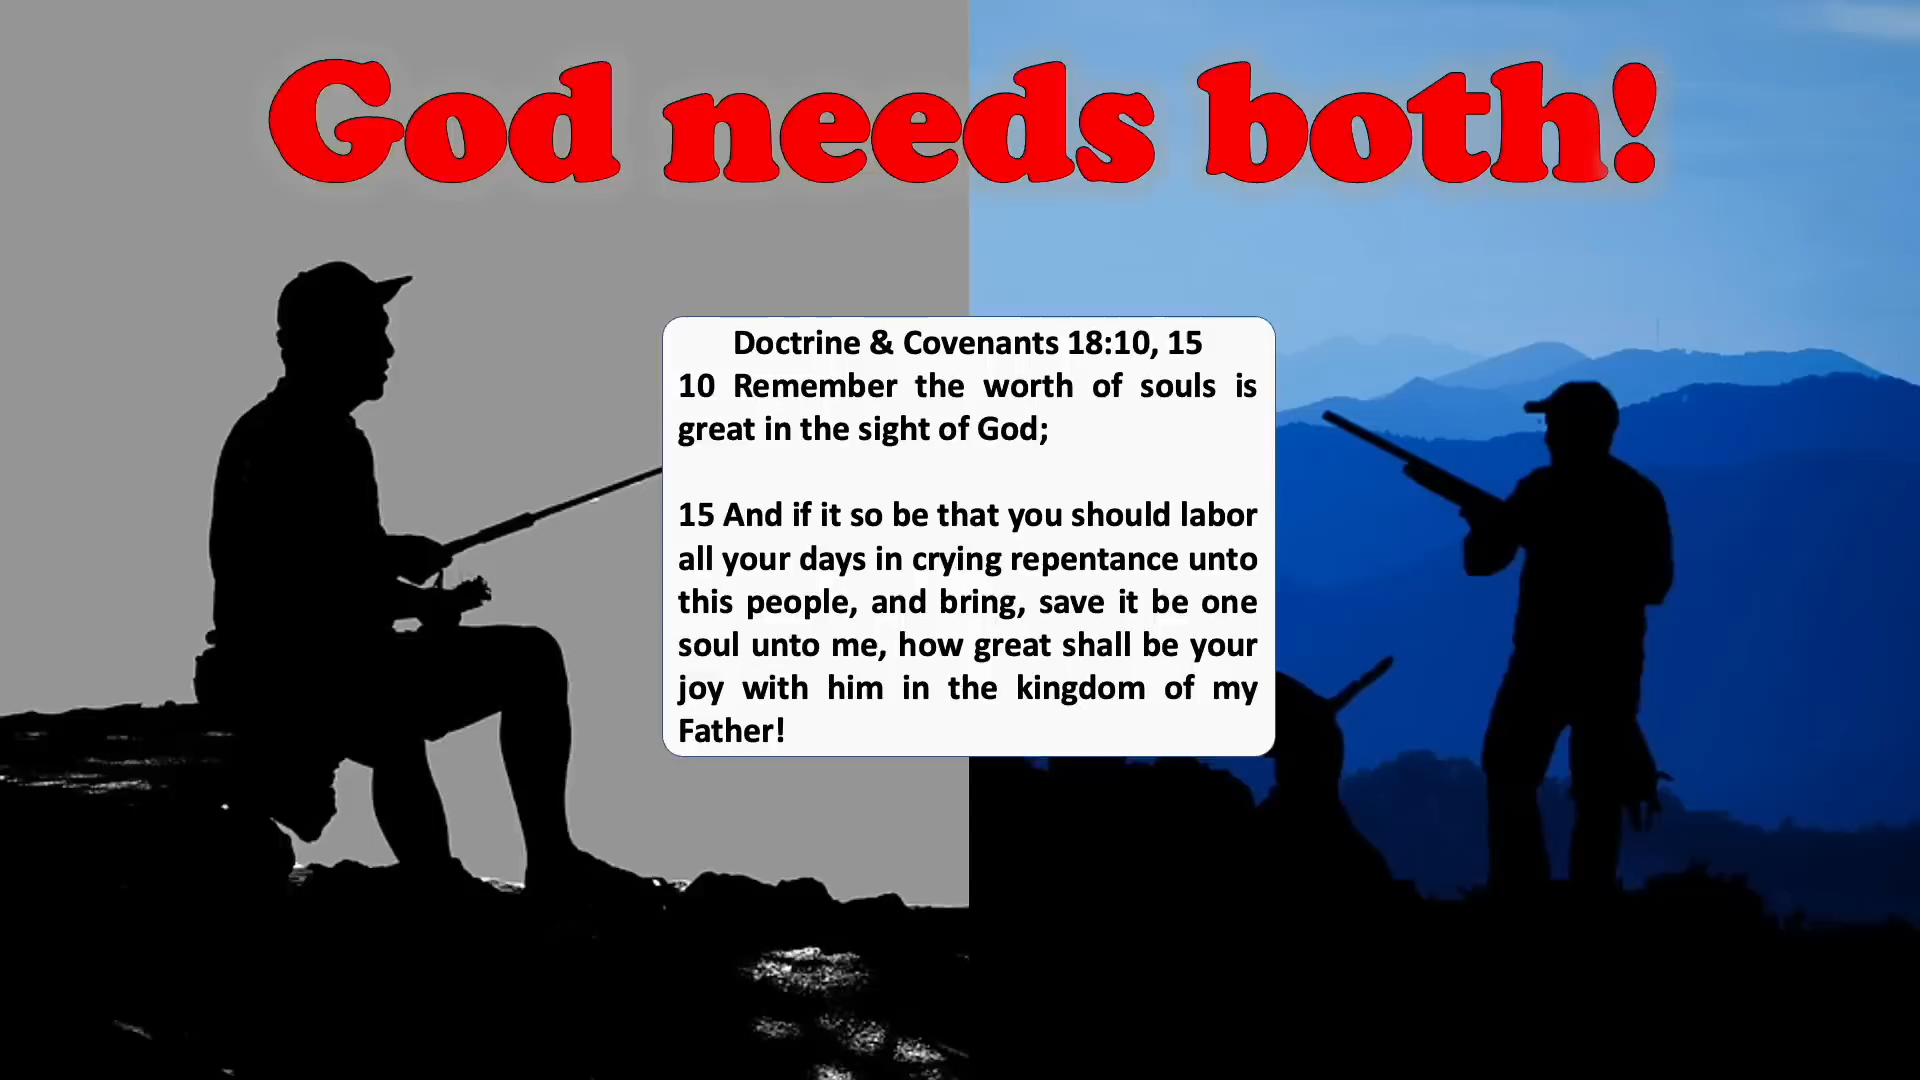 God needs both!
Doctrine & Covenants 18:10, 15
10 Remember the worth of souls is
great in the sight of God;
15 And if it so be that you should labor
all your days in crying repentance unto
this people, and bring, save it be one
soul unto me, how great shall be your
joy with him in the kingdom of my
Father!